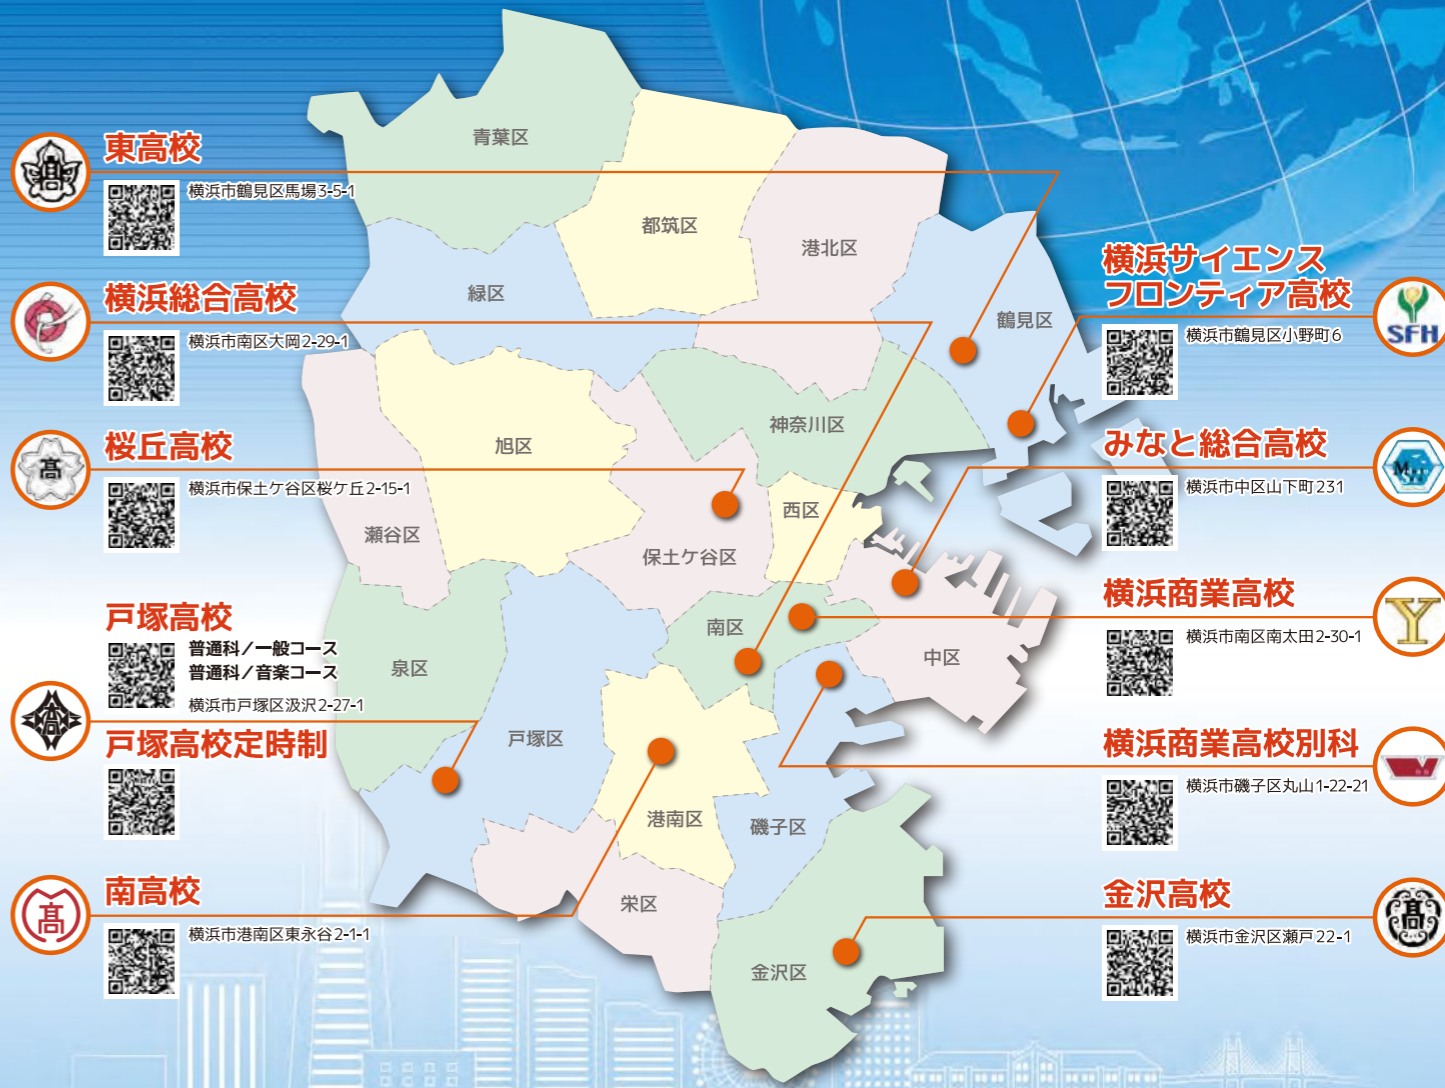 東高校
横浜市鶴見区馬場3-5-1
横浜総合高校
横浜市南区大岡2-29-1
桜丘高校
高
横浜市保土ケ谷区桜ケ丘2-15-1
戸塚高校
普通科/一般コース
普通科/音楽コース
横浜市戸塚区汲沢2-27-1
戸塚高校定時制
南高校
髙
横浜市港南区東永谷2-1-1
青葉区
都筑区
港北区
緑区
鶴見区
神奈川区
旭区
瀬谷区
西区
保土ケ谷区
南区
中区
泉区
戸塚区
港南区
磯子区
栄区
金沢区
横浜サイエンス
フロンティア高校
横浜市鶴見区小野町6
SFH
みなと総合高校
横浜市中区山下町231
横浜商業高校
横浜市南区南太田2-30-1
Y
横浜商業高校別科
横浜市磯子区丸山1-22-21
金沢高校
横浜市金沢区瀬戸22-1
髙